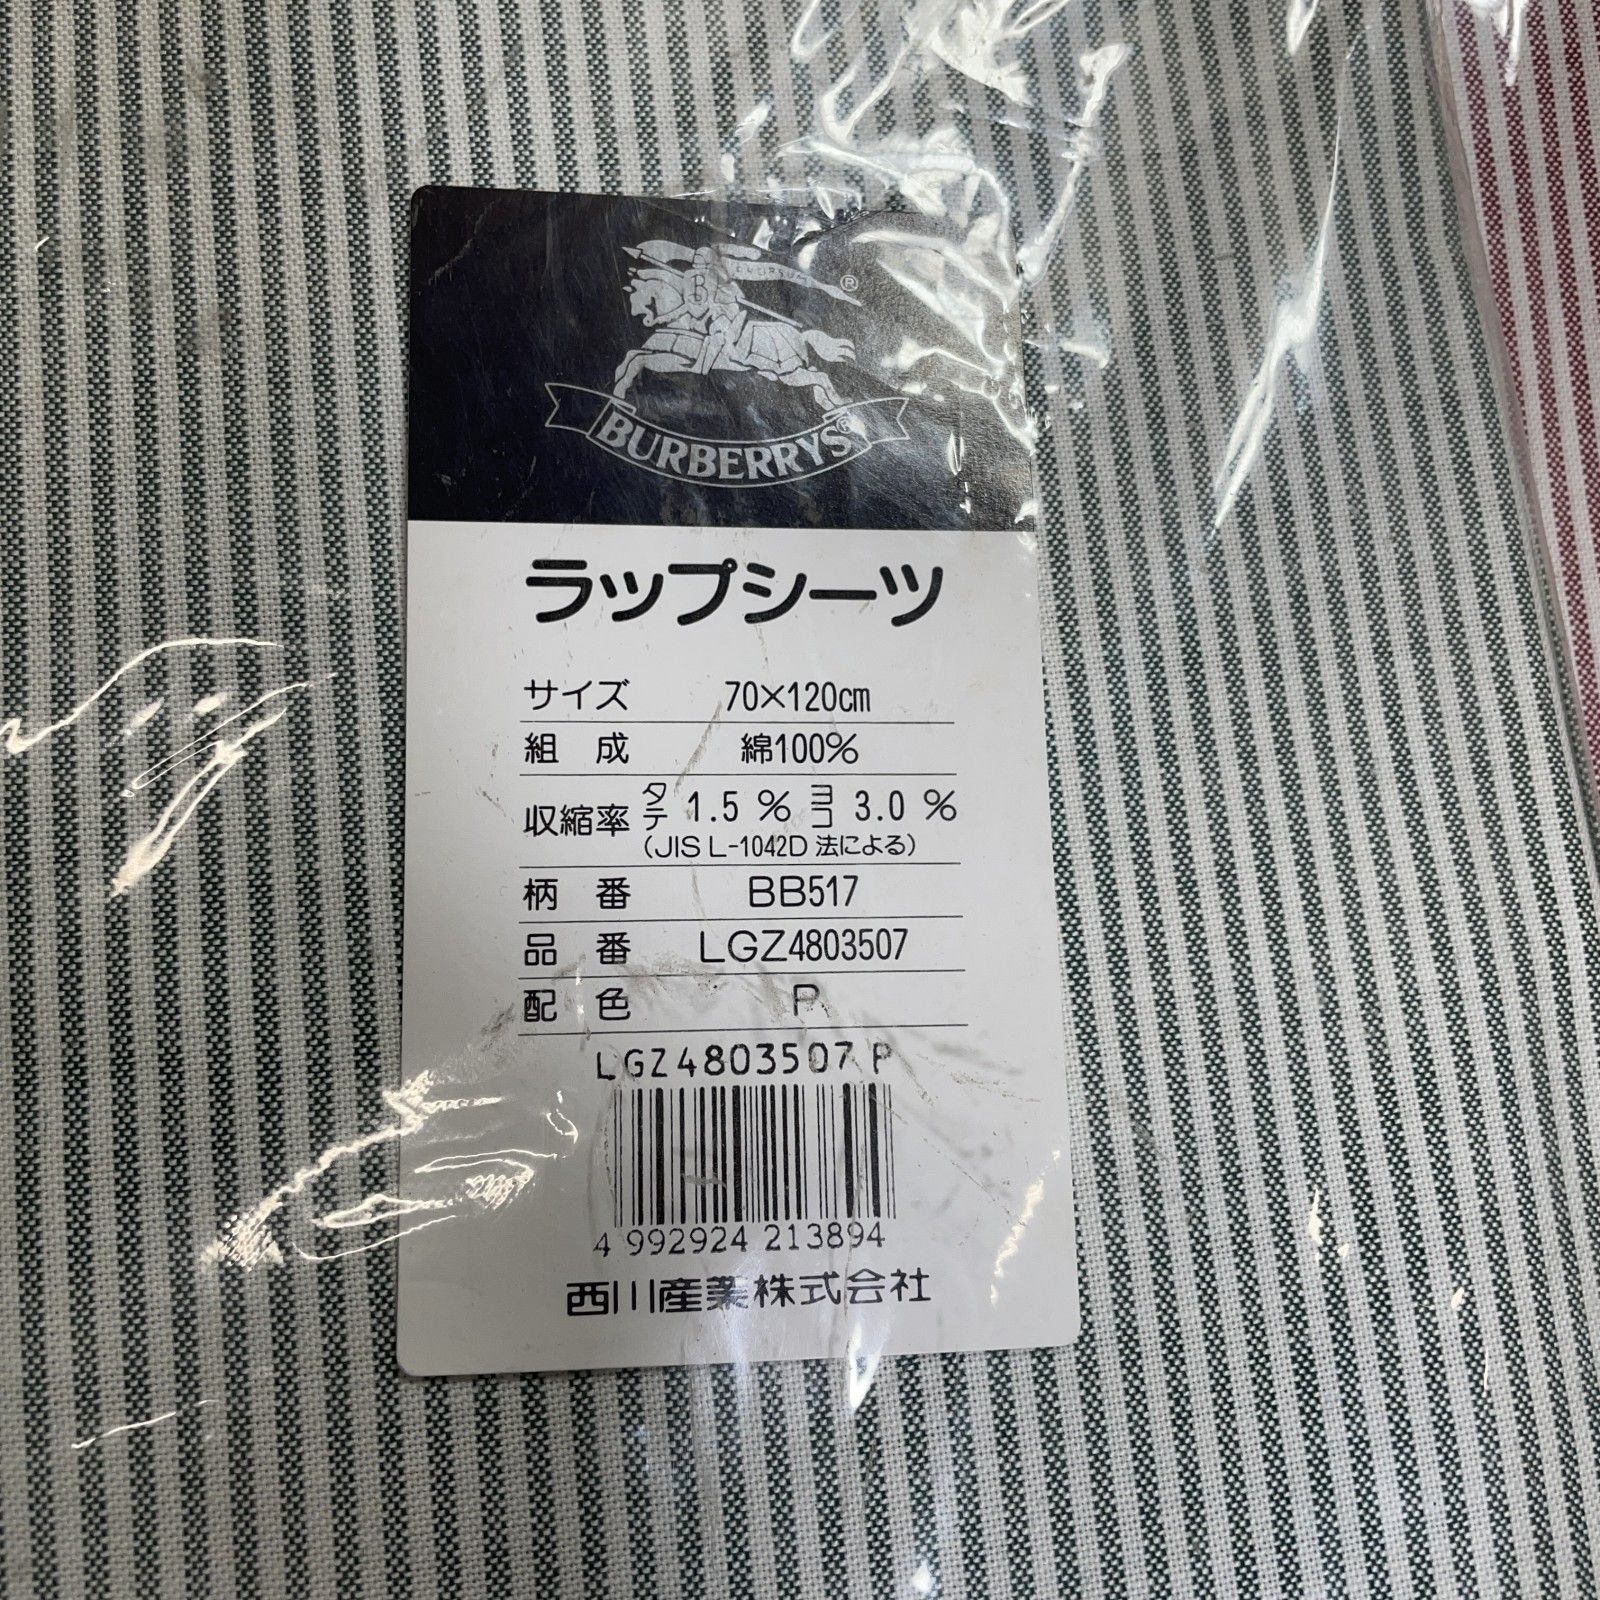 ®
BURBERRYS®
ラップシーツ
サイズ 70×120cm
組成 綿100%
収縮率 タテ 1.5% ヨコ 3.0%
(JIS L-1042D 法による)
柄番 BB517
品番 LGZ4803507
配色 P
LGZ4803507 P
4 992924 213894
西川産業株式会社